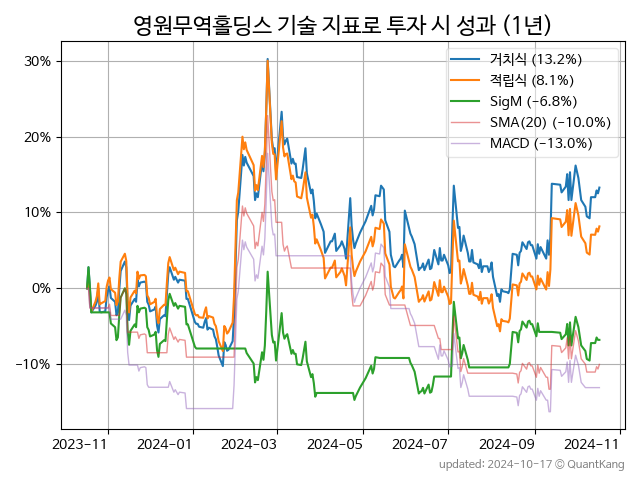 영원무역홀딩스 기술 지표로 투자 시 성과 (1년)
거치식 (13.2%)
적립식 (8.1%)
SigM (−6.8%)
SMA(20) (−10.0%)
MACD (−13.0%)
30%
20%
10%
0%
−10%
2023-11 2024-01 2024-03 2024-05 2024-07 2024-09 2024-11
updated: 2024-10-17 © QuantKang